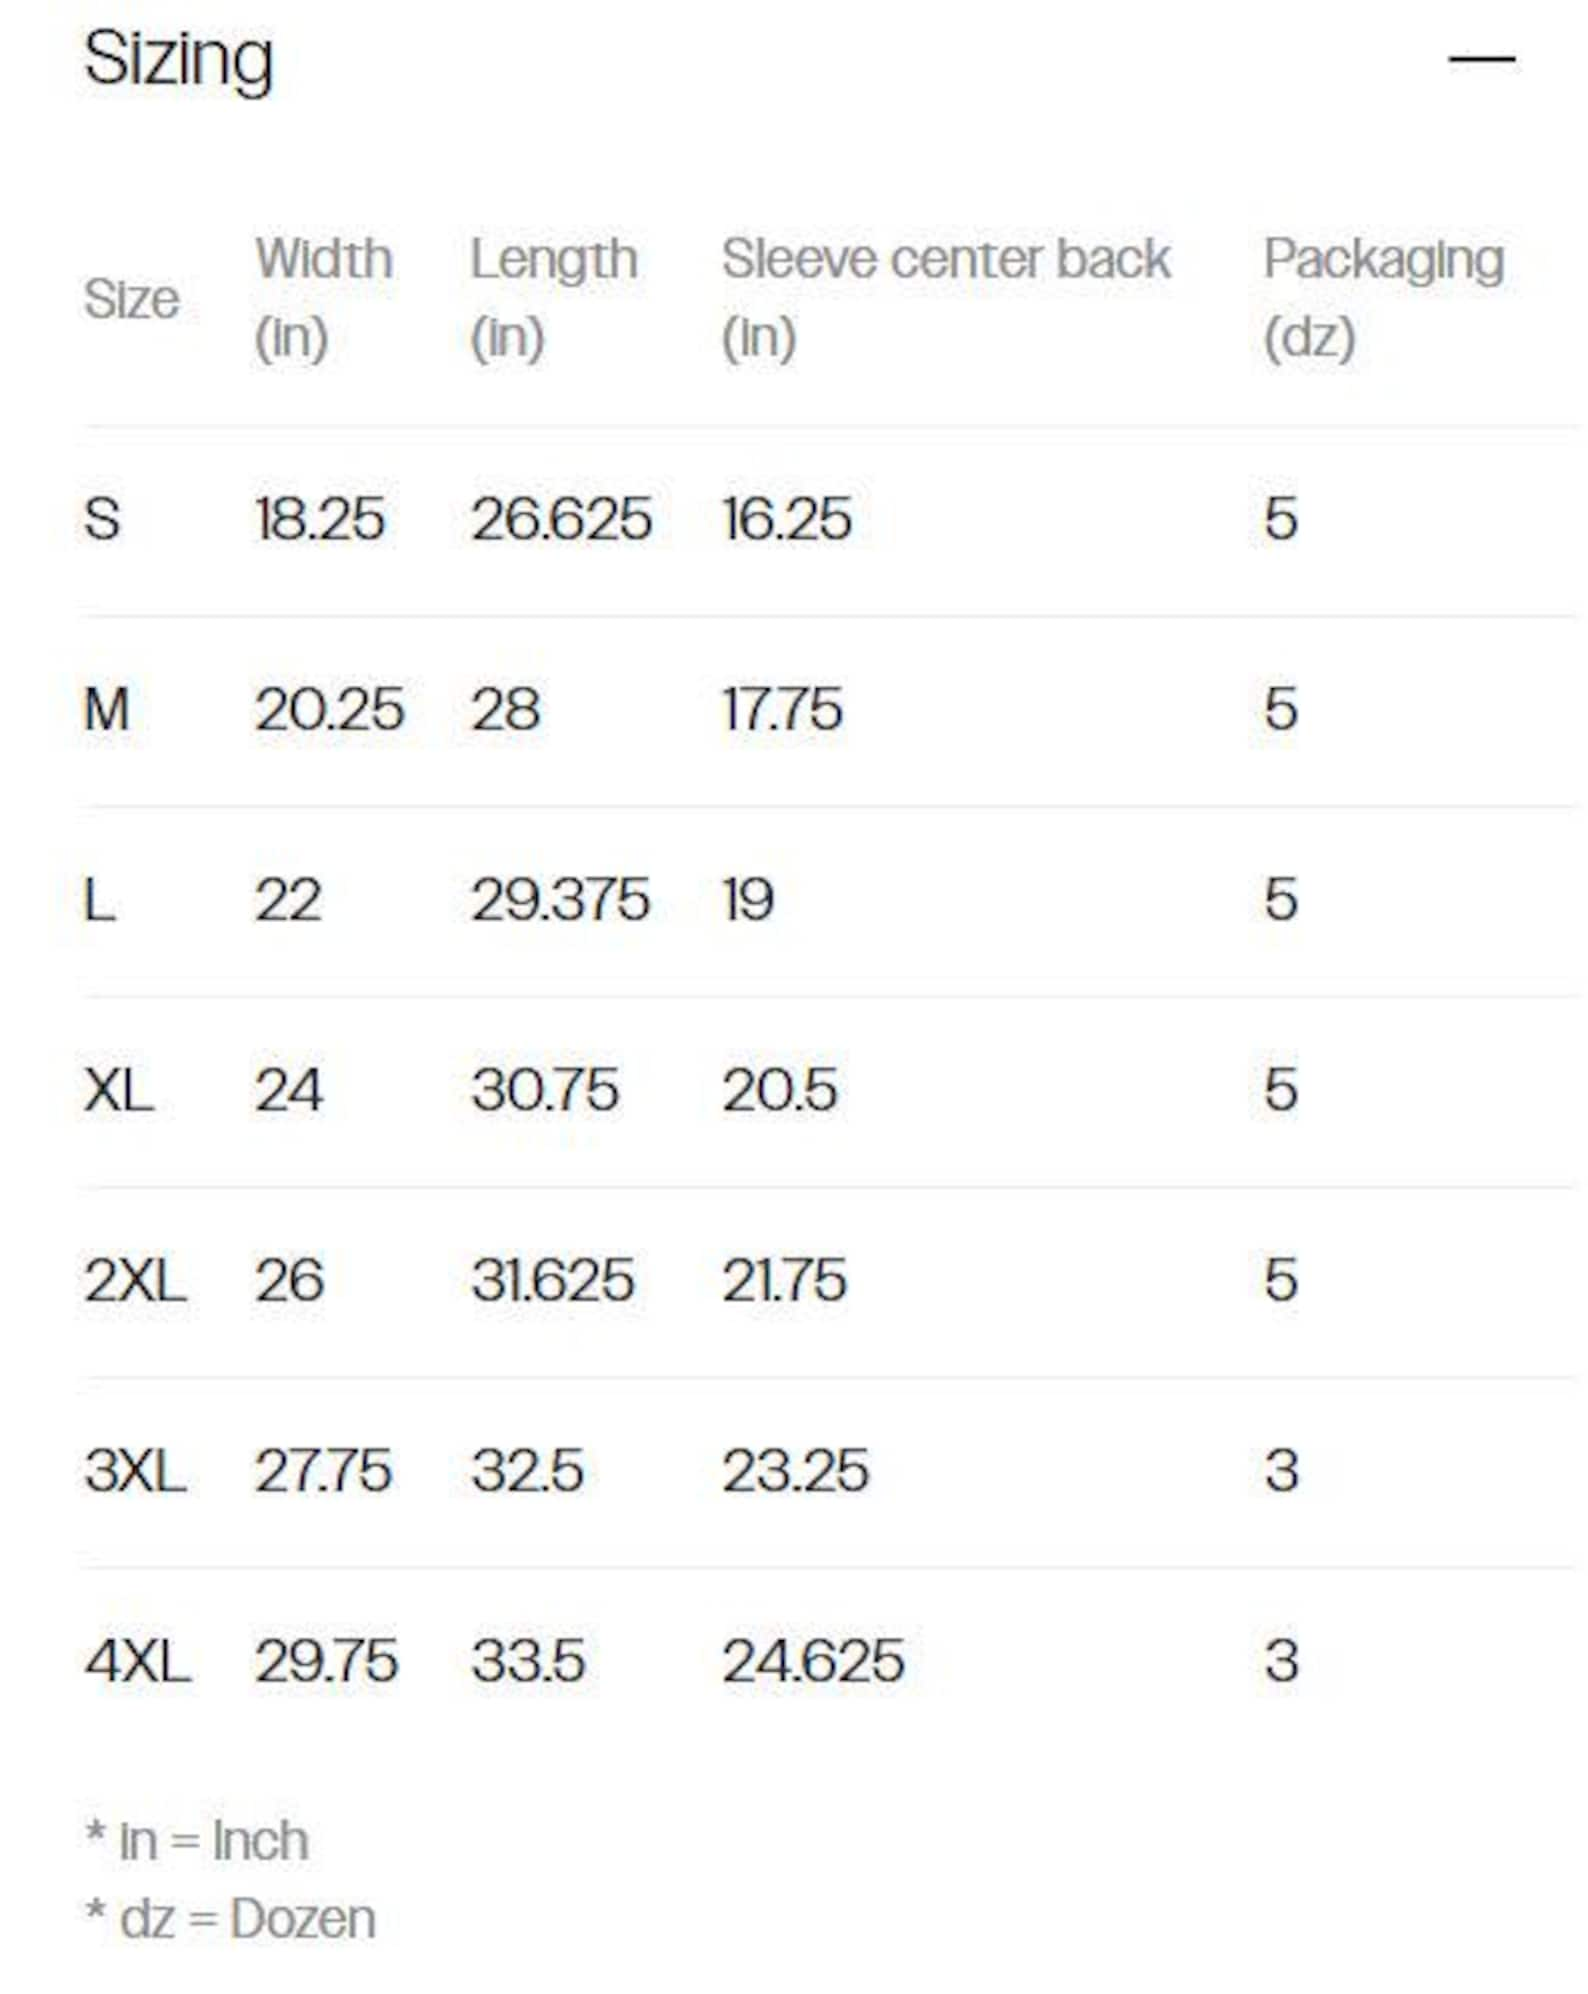 Sizing
Size Width (in) Length (in) Sleeve center back (in) Packaging (dz)
S 18.25 26.625 16.25 5
M 20.25 28 17.75 5
L 22 29.375 19 5
XL 24 30.75 20.5 5
2XL 26 31.625 21.75 5
3XL 27.75 32.5 23.25 3
4XL 29.75 33.5 24.625 3
* in = Inch
* dz = Dozen